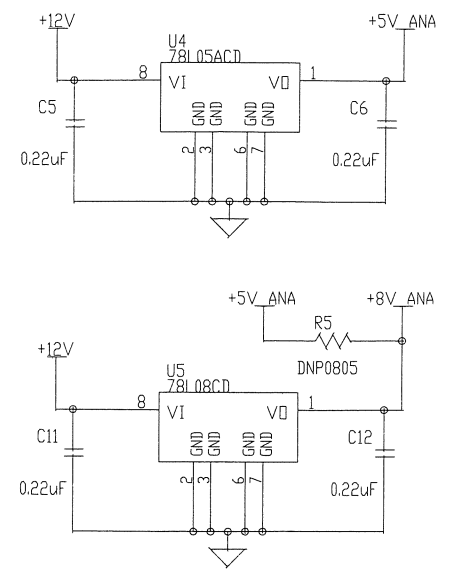 +12V
+5V_ANA
U4
78L05ACD
8
VI
VO
1
C5
C6
GND
GND
GND
GND
0.22uF
0.22uF
2
3
6
7
+5V_ANA
+8V_ANA
R5
+12V
DNP0805
U5
78L08CD
8
VI
VO
1
C11
C12
GND
GND
GND
GND
0.22uF
0.22uF
2
3
6
7